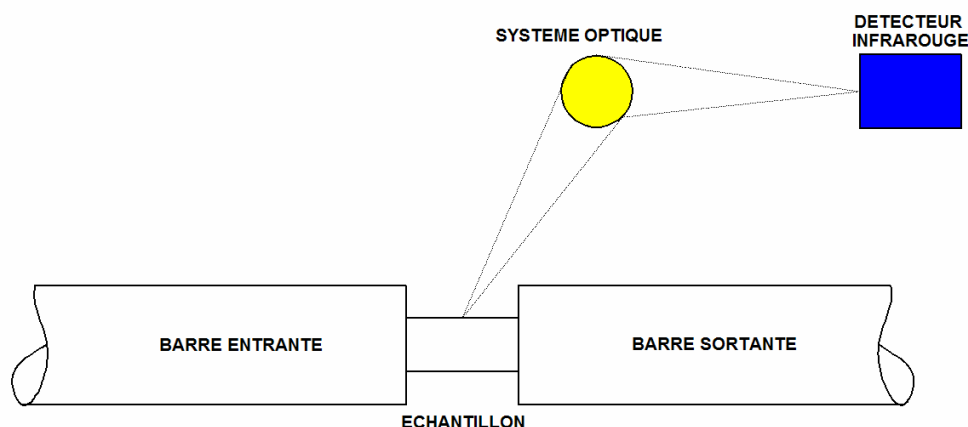 SYSTEME OPTIQUE
DETECTEUR
INFRAROUGE
BARRE ENTRANTE
BARRE SORTANTE
ECHANTILLON